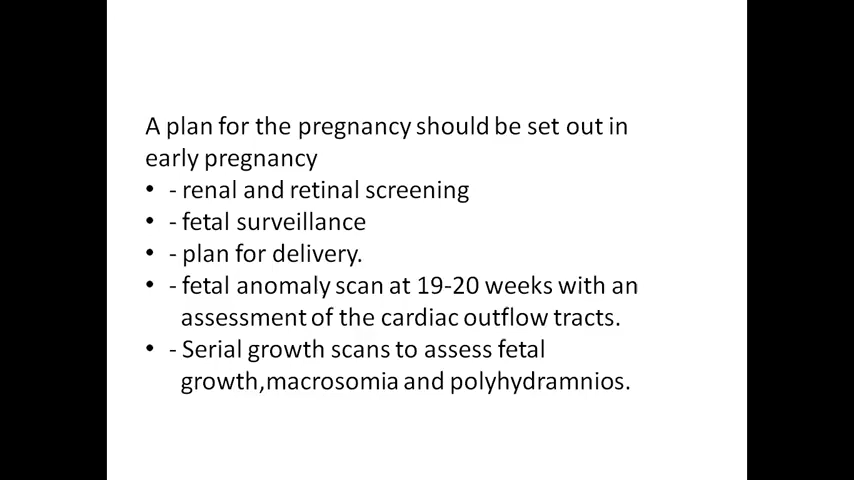 A plan for the pregnancy should be set out in
early pregnancy
• - renal and retinal screening
• - fetal surveillance
• - plan for delivery.
• - fetal anomaly scan at 19-20 weeks with an
assessment of the cardiac outflow tracts.
• - Serial growth scans to assess fetal
growth,macrosomia and polyhydramnios.